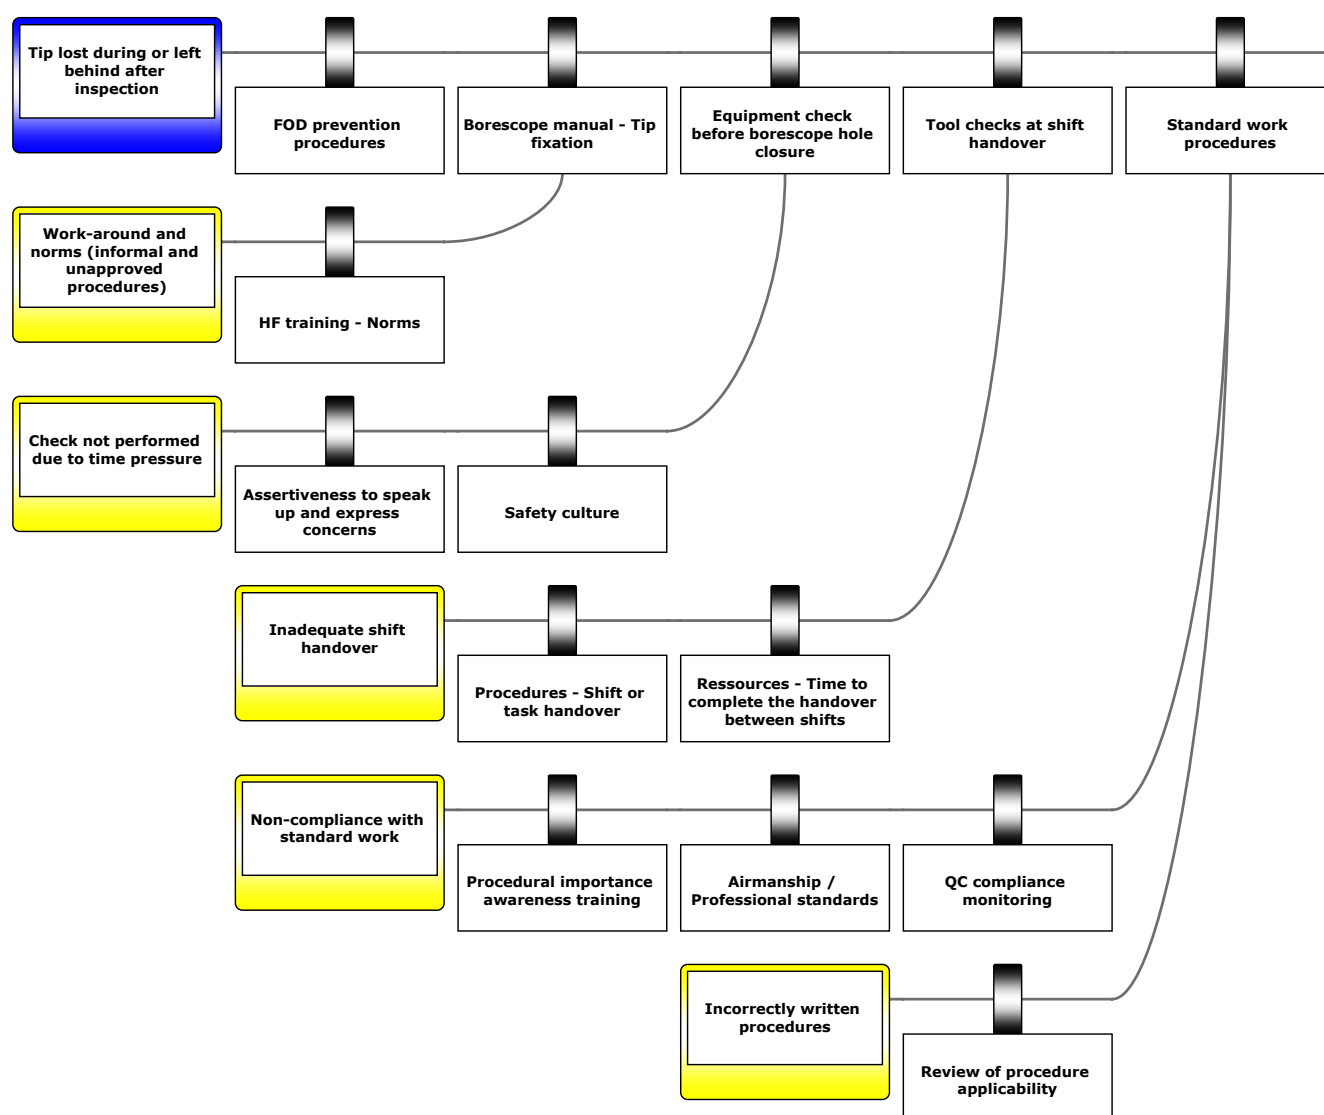 Tip lost during or left
behind after
inspection
FOD prevention
procedures
Borescope manual - Tip
fixation
Equipment check
before borescope hole
closure
Tool checks at shift
handover
Standard work
procedures
Work-around and
norms (informal and
unapproved
procedures)
HF training - Norms
Check not performed
due to time pressure
Assertiveness to speak
up and express
concerns
Safety culture
Inadequate shift
handover
Procedures - Shift or
task handover
Ressources - Time to
complete the handover
between shifts
Non-compliance with
standard work
Procedural importance
awareness training
Airmanship /
Professional standards
QC compliance
monitoring
Incorrectly written
procedures
Review of procedure
applicability